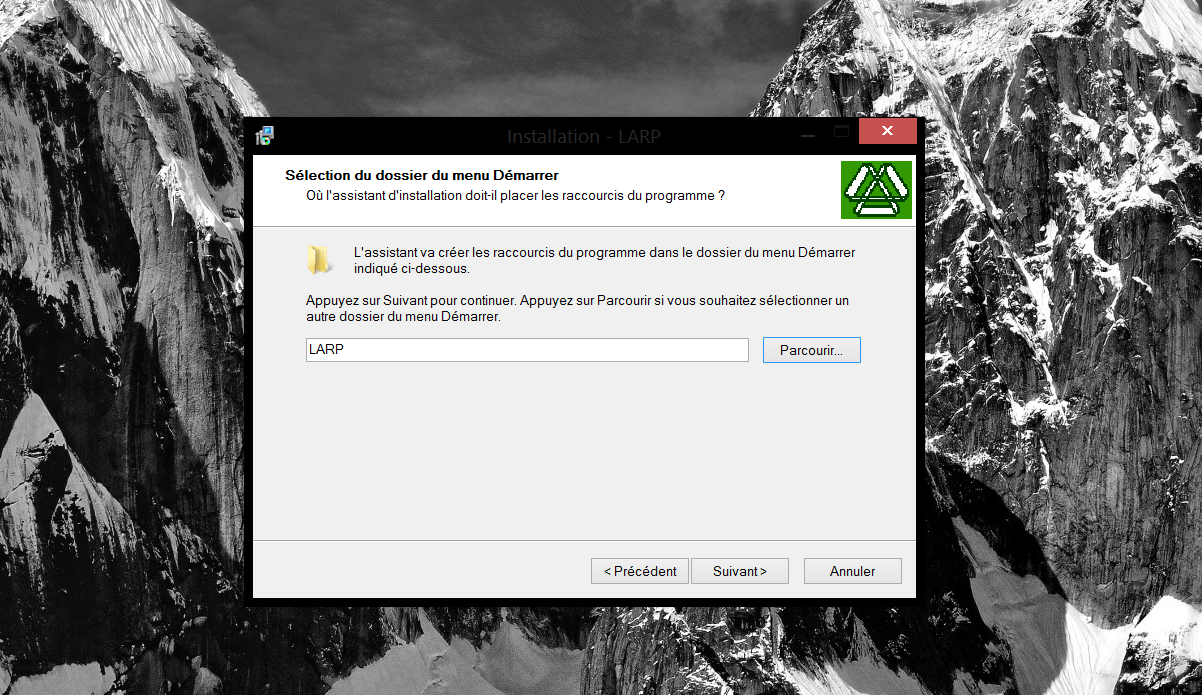 Installation - LARP
Sélection du dossier du menu Démarrer
Où l'assistant d'installation doit-il placer les raccourcis du programme ?
L'assistant va créer les raccourcis du programme dans le dossier du menu Démarrer
indiqué ci-dessous.
Appuyez sur Suivant pour continuer. Appuyez sur Parcourir si vous souhaitez sélectionner un
autre dossier du menu Démarrer.
LARP
Parcourir...
< Précédent
Suivant >
Annuler